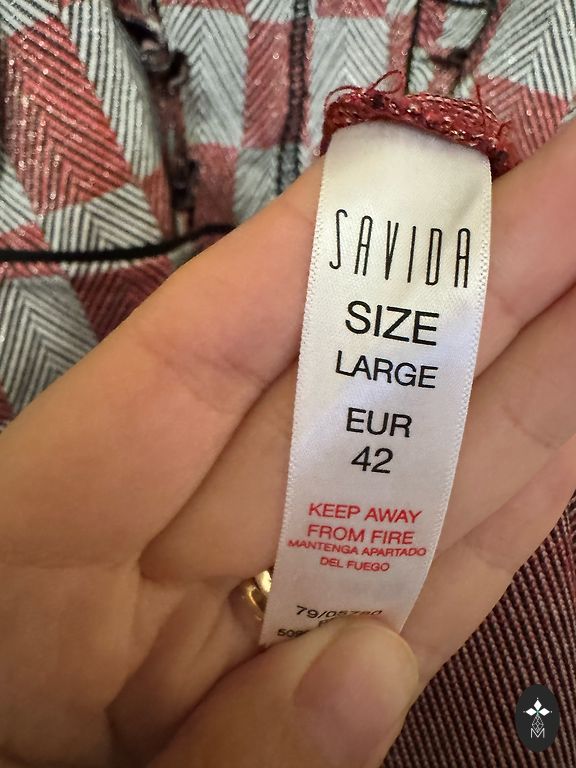 SAVIDA
SIZE
LARGE
EUR
42
KEEP AWAY
FROM FIRE
MANTENGA APARTADO
DEL FUEGO
M